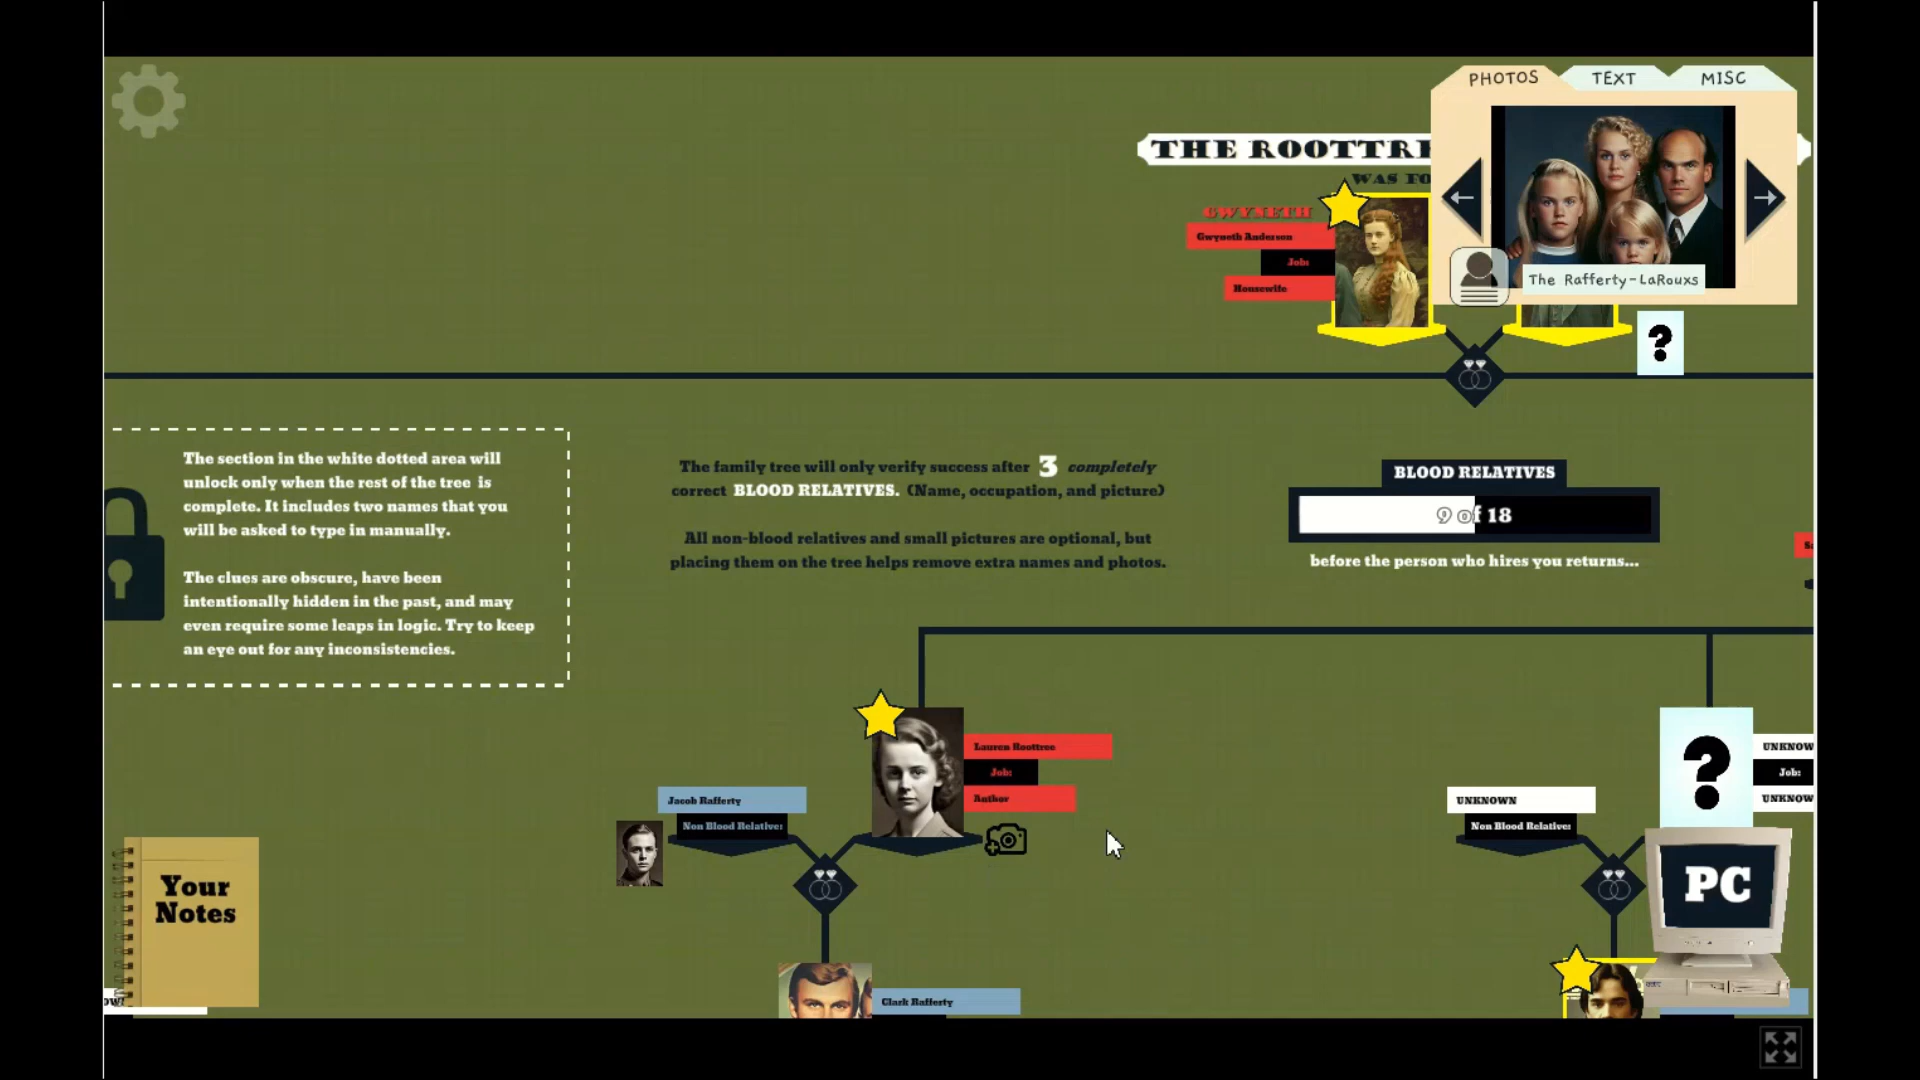 PHOTOS
TEXT
MISC
THE ROOTTR
WAS FO
GWYNETH
Gwyneth Anderson
Job:
Housewife
The Rafferty-LaRouxs
?
The section in the white dotted area will
unlock only when the rest of the tree is
complete. It includes two names that you
will be asked to type in manually.
The clues are obscure, have been
intentionally hidden in the past, and may
even require some leaps in logic. Try to keep
an eye out for any inconsistencies.
The family tree will only verify success after 3 completely
correct BLOOD RELATIVES. (Name, occupation, and picture)
All non-blood relatives and small pictures are optional, but
placing them on the tree helps remove extra names and photos.
BLOOD RELATIVES
9 of 18
before the person who hires you returns...
Lauren Roottree
Job:
Author
Jacob Rafferty
Non Blood Relative:
UNKNOWN
Non Blood Relative:
?
UNKNOW
Job:
UNKNOW
PC
Your
Notes
Clark Rafferty